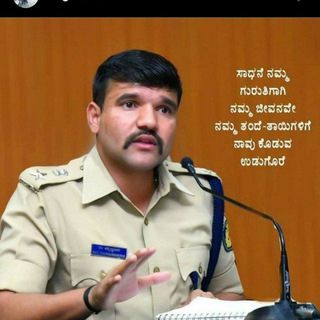 ಸಾಧನೆ ನಮ್ಮ
ಗುರುತಿಗಾಗಿ
ನಮ್ಮ ಜೀವನವೇ
ನಮ್ಮ ತಂದೆ-ತಾಯಿಗಳಿಗೆ
ನಾವು ಕೊಡುವ
ಉಡುಗೊರೆ